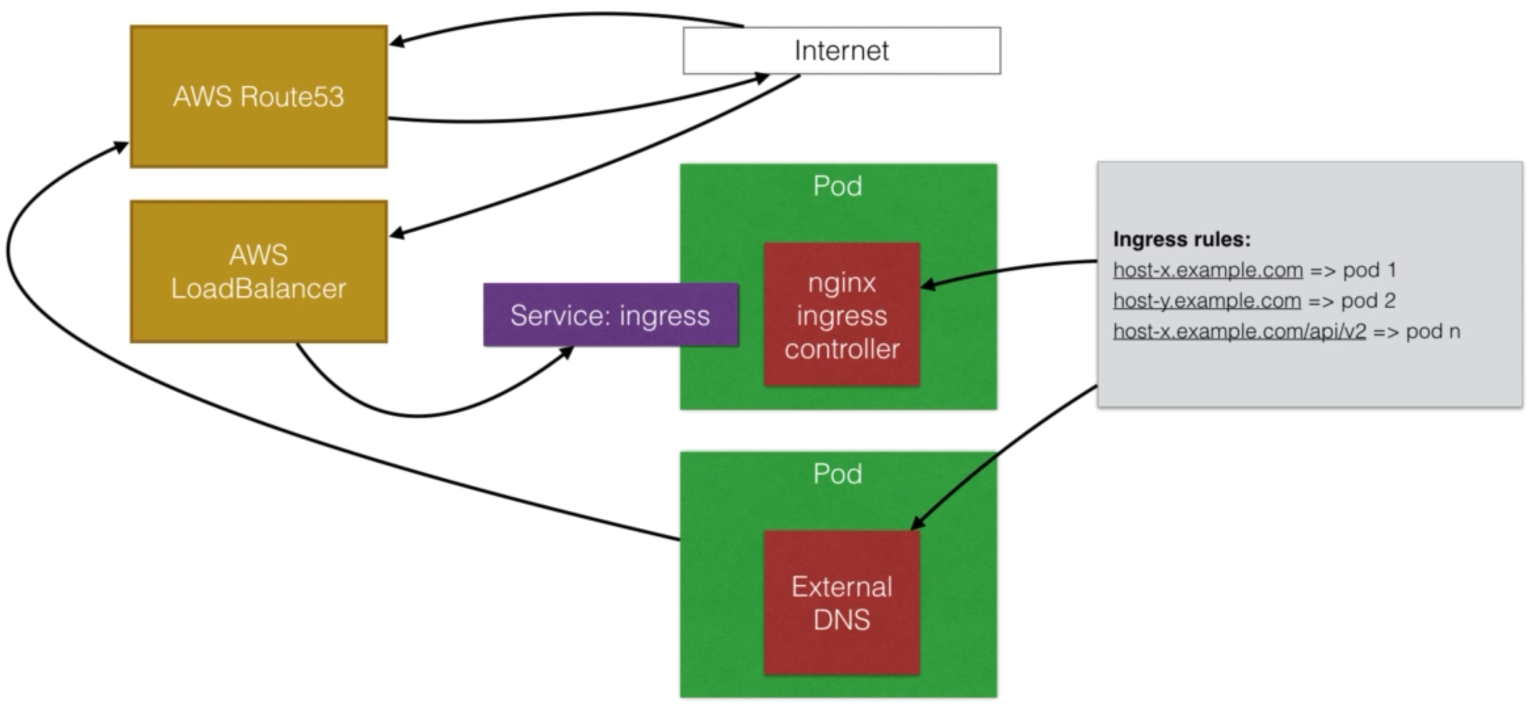 Internet
AWS Route53
AWS
LoadBalancer
Service: ingress
Pod
nginx
ingress
controller
Ingress rules:
host-x.example.com => pod 1
host-y.example.com => pod 2
host-x.example.com/api/v2 => pod n
Pod
External
DNS